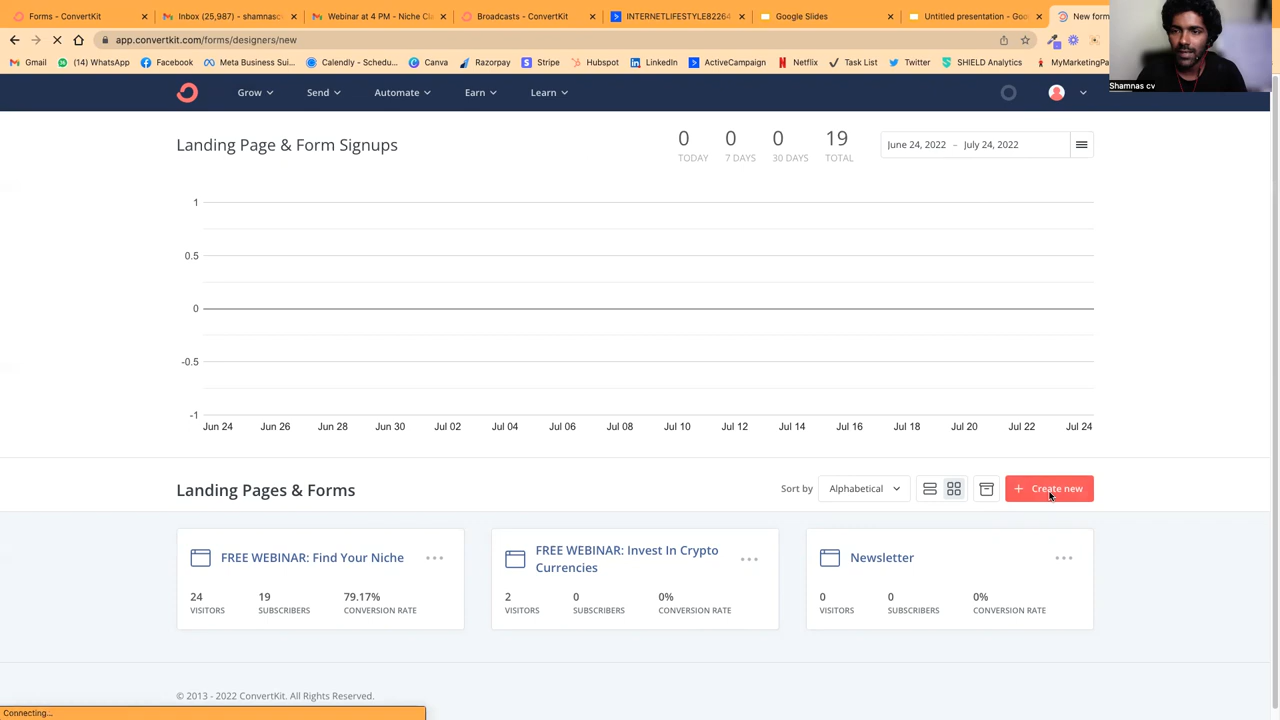 Forms - ConvertKit
Inbox (25,987) - shamnasc
Webinar at 4 PM - Niche Cla
Broadcasts - ConvertKit
INTERNETLIFESTYLE82264
Google Slides
Untitled presentation - Goo
New form
app.convertkit.com/forms/designers/new
Gmail
(14) WhatsApp
Facebook
Meta Business Sui...
Calendly - Schedu...
Canva
Razorpay
Stripe
Hubspot
LinkedIn
ActiveCampaign
Netflix
Task List
Twitter
SHIELD Analytics
MyMarketingPa
Shamnas cv
Grow
Send
Automate
Earn
Learn
Landing Page & Form Signups
0
TODAY
0
7 DAYS
0
30 DAYS
19
TOTAL
June 24, 2022 - July 24, 2022
1
0.5
0
-0.5
-1
Jun 24 Jun 26 Jun 28 Jun 30 Jul 02 Jul 04 Jul 06 Jul 08 Jul 10 Jul 12 Jul 14 Jul 16 Jul 18 Jul 20 Jul 22 Jul 24
Landing Pages & Forms
Sort by
Alphabetical
+ Create new
FREE WEBINAR: Find Your Niche
24
VISITORS
19
SUBSCRIBERS
79.17%
CONVERSION RATE
FREE WEBINAR: Invest In Crypto
Currencies
2
VISITORS
0
SUBSCRIBERS
0%
CONVERSION RATE
Newsletter
0
VISITORS
0
SUBSCRIBERS
0%
CONVERSION RATE
© 2013 - 2022 ConvertKit. All Rights Reserved.
Connecting...